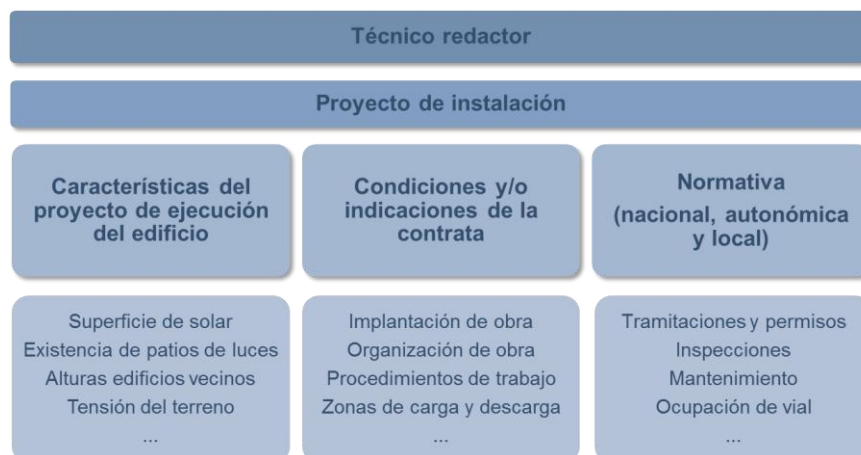 Técnico redactor
Proyecto de instalación
Características del
proyecto de ejecución
del edificio
Condiciones y/o
indicaciones de la
contrata
Normativa
(nacional, autonómica
y local)
Superficie de solar
Existencia de patios de luces
Alturas edificios vecinos
Tensión del terreno
...
Implantación de obra
Organización de obra
Procedimientos de trabajo
Zonas de carga y descarga
...
Tramitaciones y permisos
Inspecciones
Mantenimiento
Ocupación de vial
...